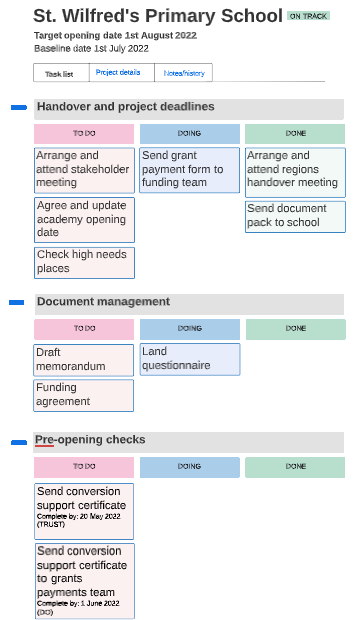 St. Wilfred's Primary School ON TRACK
Target opening date 1st August 2022
Baseline date 1st July 2022
Task list Project details Notes/history
Handover and project deadlines
TO DO DOING DONE
Arrange and
attend stakeholder
meeting
Agree and update
academy opening
date
Check high needs
places
Send grant
payment form to
funding team
Arrange and
attend regions
handover meeting
Send document
pack to school
Document management
TO DO DOING DONE
Draft
memorandum
Funding
agreement
Land
questionnaire
Pre-opening checks
TO DO DOING DONE
Send conversion
support certificate
Complete by: 20 May 2022
(TRUST)
Send conversion
support certificate
to grants
payments team
Complete by: 1 June 2022
(DO)